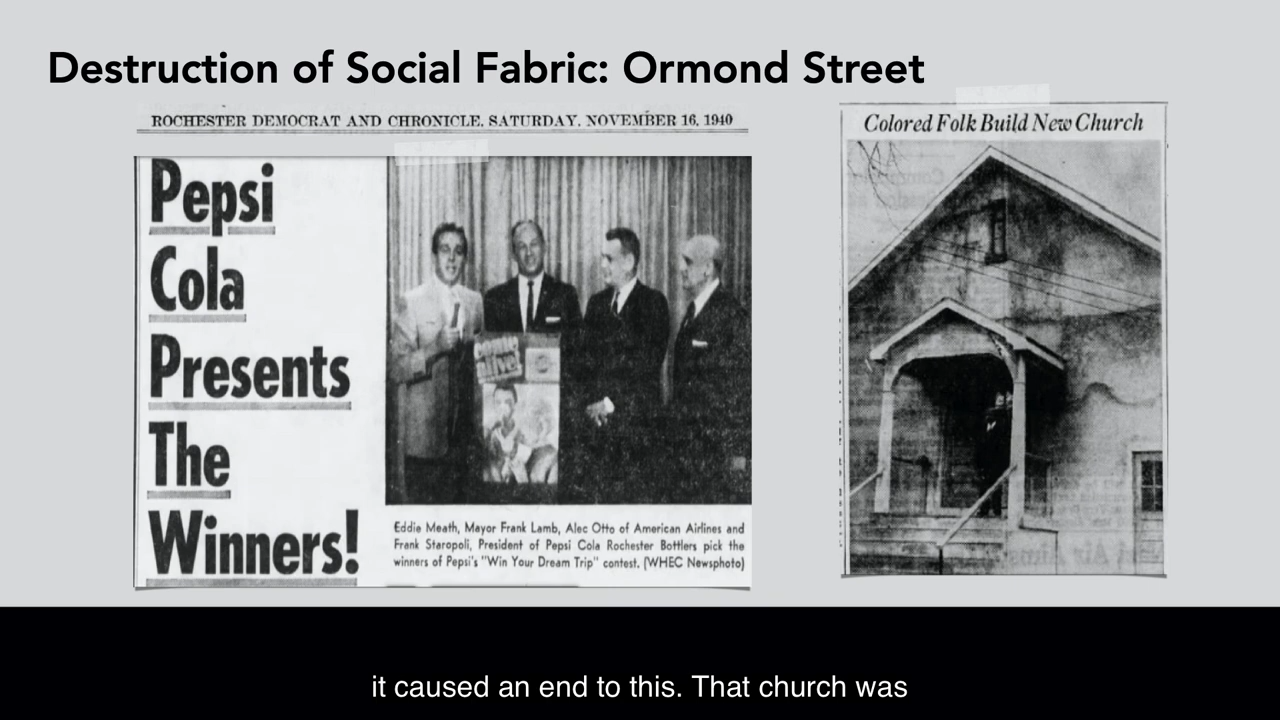 Destruction of Social Fabric: Ormond Street
ROCHESTER DEMOCRAT AND CHRONICLE, SATURDAY, NOVEMBER 16, 1940
Pepsi
Cola
Presents
The
Winners!
Eddie Meath, Mayor Frank Lamb, Alec Otto of American Airlines and
Frank Staropoli, President of Pepsi Cola Rochester Bottlers pick the
winners of Pepsi's "Win Your Dream Trip" contest. (WHEC Newsphoto)
Colored Folk Build New Church
it caused an end to this. That church was